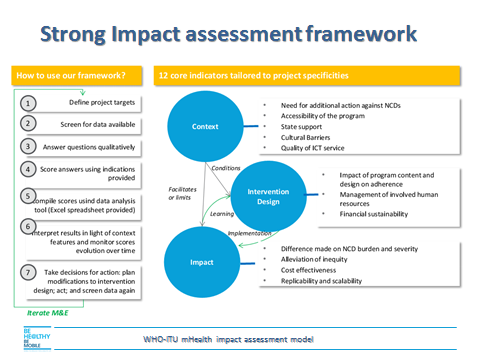 Strong Impact assessment framework
How to use our framework?
12 core indicators tailored to project specificities
1
Define project targets
2
Screen for data available
3
Answer questions qualitatively
4
Score answers using indications
provided
5
Compile scores usind data analysis
tool (Excel spreadsheet provided)
6
Interpret results in light of context
features and monitor scores
evolution over time
7
Take decisions for action: plan
modifications to intervention
design; act; and screen data again
Iterate M&E
Context
• Need for additional action against NCDs
• Accessibility of the program
• State support
• Cultural Barriers
• Quality of ICT service
Conditions
Facilitates
or limits
Intervention
Design
• Impact of program content and
design on adherence
• Management of involved human
resources
• Financial sustainability
Learning
Implementation
Impact
• Difference made on NCD burden and severity
• Alleviation of inequity
• Cost effectiveness
• Replicability and scalability
BE
HE@LTHY
BE
MOBILE
WHO-ITU mHealth impact assessment model